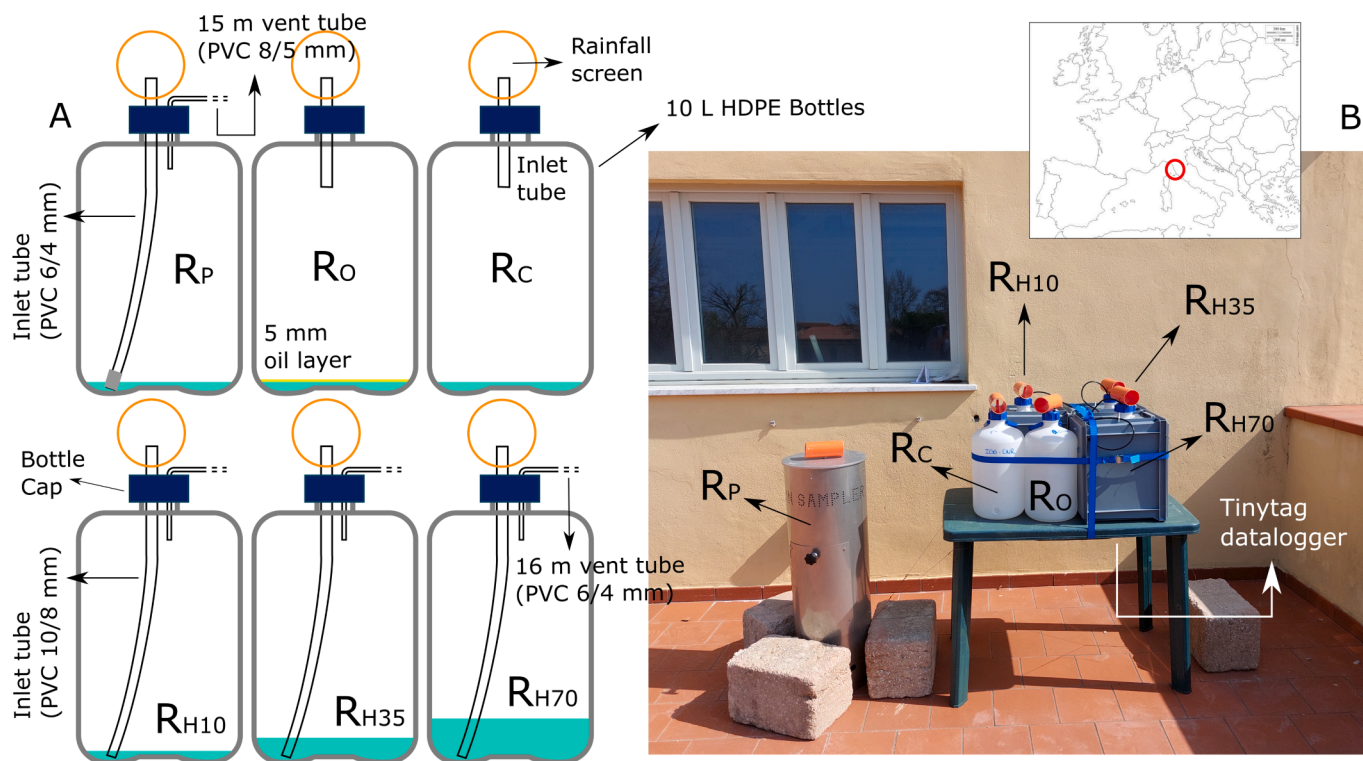 A
15 m vent tube
(PVC 8/5 mm)
Rainfall
screen
10 L HDPE Bottles
Inlet tube
(PVC 6/4 mm)
Inlet
tube
RP
RO
RC
5 mm
oil layer
Bottle
Cap
Inlet tube
(PVC 10/8 mm)
16 m vent tube
(PVC 6/4 mm)
RH10
RH35
RH70
B
RH10
RH35
RH70
RC
RO
RP
N SAMPLER
Tinytag
datalogger